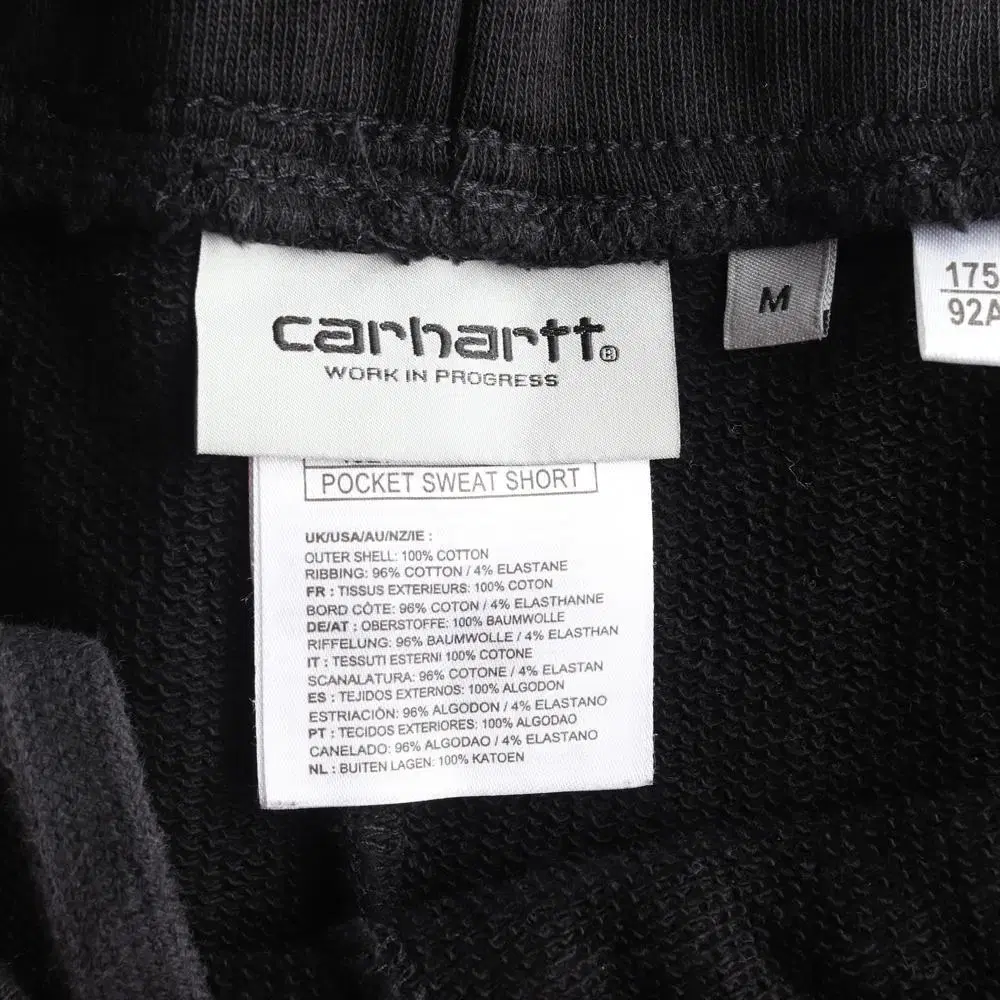 carhartt®
WORK IN PROGRESS
M
175
92A
POCKET SWEAT SHORT
UK/USA/AU/NZ/IE :
OUTER SHELL: 100% COTTON
RIBBING: 96% COTTON / 4% ELASTANE
FR : TISSUS EXTERIEURS: 100% COTON
BORD CÔTE: 96% COTON / 4% ELASTHANNE
DE/AT : OBERSTOFFE: 100% BAUMWOLLE
RIFFELUNG: 96% BAUMWOLLE / 4% ELASTHAN
IT : TESSUTI ESTERNI 100% COTONE
SCANALATURA: 96% COTONE / 4% ELASTAN
ES : TEJIDOS EXTERNOS: 100% ALGODON
ESTRIACIÓN: 96% ALGODON / 4% ELASTANO
PT : TECIDOS EXTERIORES: 100% ALGODAO
CANELADO: 96% ALGODAO / 4% ELASTANO
NL : BUITEN LAGEN: 100% KATOEN